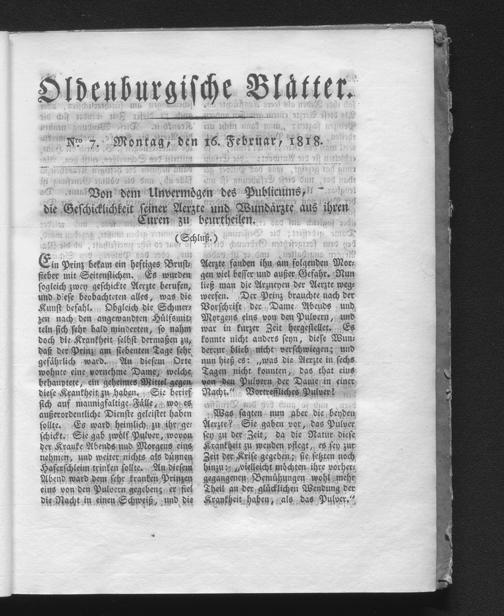 Oldenburgische Blätter.
Nro 7. Montag, den 16. Februar, 1818.
Von dem Unvermögen des Publicums,
die Geschicklichkeit seiner Aerzte und Wundärzte aus ihren
Curen zu beurtheilen.
(Schluß.)
Ein Prinz bekam ein heftiges Brust-
fieber mit Seitenstichen. Es wurden
sogleich zwey geschickte Aerzte berufen,
und diese beobachteten alles, was die
Kunst befahl. Obgleich die Schmer-
zen nach den angewandten Hülfsmit-
teln sich sehr bald minderten, so nahm
doch die Krankheit selbst dermaßen zu,
daß der Prinz am siebenten Tage sehr
gefährlich ward. An diesem Orte
wohnte eine vornehme Dame, welche
behauptete, ein geheimes Mittel gegen
diese Krankheit zu haben. Sie berief
sich auf mannigfaltige Fälle, wo es
außerordentliche Dienste geleistet haben
sollte. Es ward heimlich zu ihr ge-
schickt. Sie gab zwölf Pulver, wovon
der Kranke Abends und Morgens eins
nehmen, und weiter nichts als dünnen
Haferschleim trinken sollte. An diesem
Abend ward dem sehr kranken Prinzen
eins von den Pulvern gegeben; er fiel
die Nacht in einen Schweiß, und die
Aerzte fanden ihn am folgenden Mor-
gen viel besser und außer Gefahr. Nun
ließ man die Arzneyen der Aerzte weg-
werfen. Der Prinz brauchte nach der
Vorschrift der Dame Abends und
Morgens eins von den Pulvern, und
war in kurzer Zeit hergestellet. Es
konnte nicht anders seyn, diese Wun-
dercur blieb nicht verschwiegen; und
nun hieß es: „was die Aerzte in sechs
Tagen nicht konnten, das that eins
von den Pulvern der Dame in einer
Nacht.“ Vortreffliches Pulver!
Was sagten nun aber die beyden
Aerzte? Sie gaben vor, das Pulver
sey zu der Zeit, da die Natur diese
Krankheit zu wenden pflegt, es sey zur
Zeit der Krise gegeben; sie setzten noch
hinzu: „vielleicht möchten ihre vorher-
gegangenen Bemühungen wohl mehr
Theil an der glücklichen Wendung der
Krankheit haben, als das Pulver.“